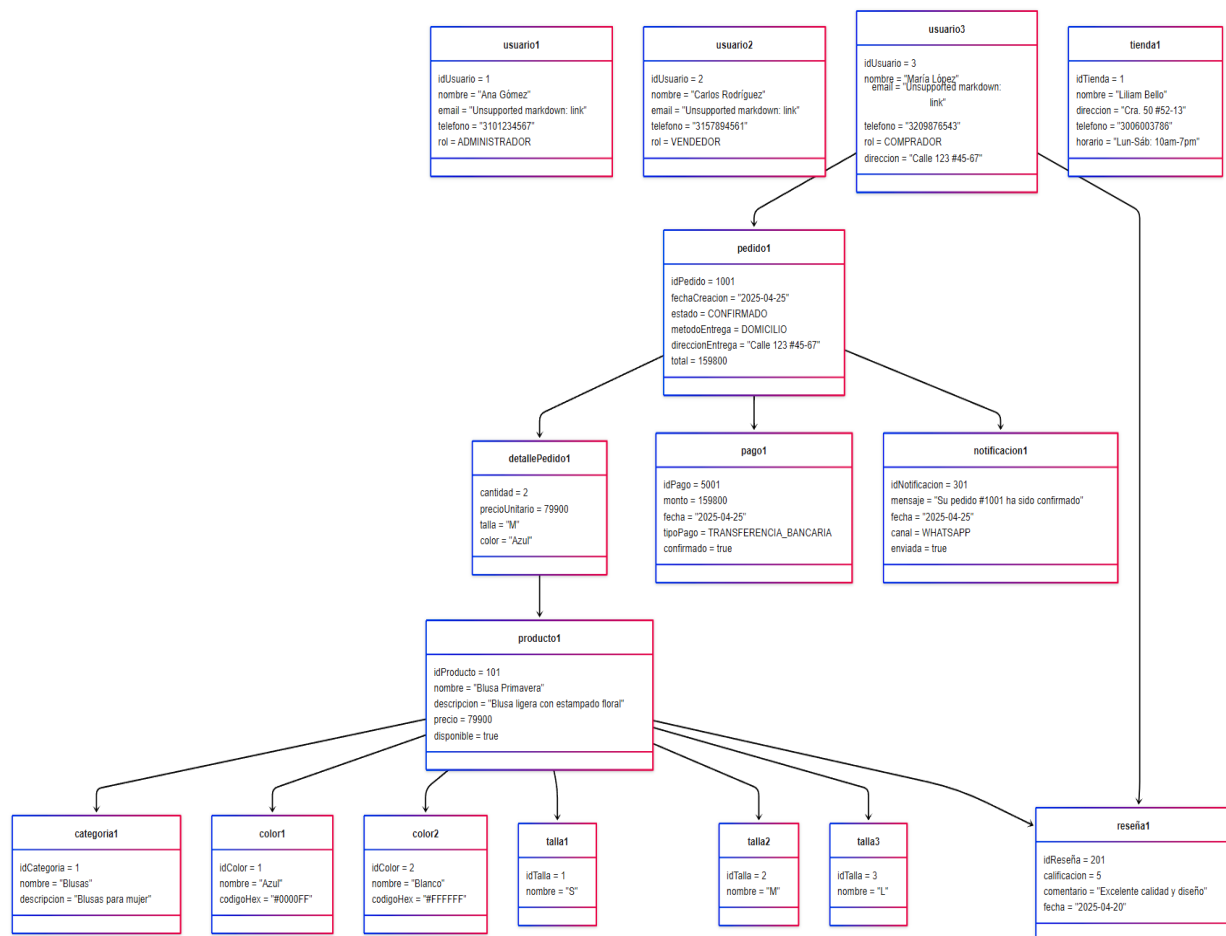 usuario1
idUsuario = 1
nombre = "Ana Gómez"
email = "Unsupported markdown: link"
telefono = "3101234567"
rol = ADMINISTRADOR
usuario2
idUsuario = 2
nombre = "Carlos Rodríguez"
email = "Unsupported markdown: link"
telefono = "3157894561"
rol = VENDEDOR
usuario3
idUsuario = 3
nombre = "María López"
email = "Unsupported markdown:
link"
telefono = "3209876543"
rol = COMPRADOR
direccion = "Calle 123 #45-67"
tienda1
idTienda = 1
nombre = "Liliam Bello"
direccion = "Cra. 50 #52-13"
telefono = "3006003786"
horario = "Lun-Sáb: 10am-7pm"
pedido1
idPedido = 1001
fechaCreacion = "2025-04-25"
estado = CONFIRMADO
metodoEntrega = DOMICILIO
direccionEntrega = "Calle 123 #45-67"
total = 159800
detallePedido1
cantidad = 2
precioUnitario = 79900
talla = "M"
color = "Azul"
pago1
idPago = 5001
monto = 159800
fecha = "2025-04-25"
tipoPago = TRANSFERENCIA_BANCARIA
confirmado = true
notificacion1
idNotificacion = 301
mensaje = "Su pedido #1001 ha sido confirmado"
fecha = "2025-04-25"
canal = WHATSAPP
enviada = true
producto1
idProducto = 101
nombre = "Blusa Primavera"
descripcion = "Blusa ligera con estampado floral"
precio = 79900
disponible = true
categoria1
idCategoria = 1
nombre = "Blusas"
descripcion = "Blusas para mujer"
color1
idColor = 1
nombre = "Azul"
codigoHex = "#0000FF"
color2
idColor = 2
nombre = "Blanco"
codigoHex = "#FFFFFF"
talla1
idTalla = 1
nombre = "S"
talla2
idTalla = 2
nombre = "M"
talla3
idTalla = 3
nombre = "L"
reseña1
idReseña = 201
calificacion = 5
comentario = "Excelente calidad y diseño"
fecha = "2025-04-20"